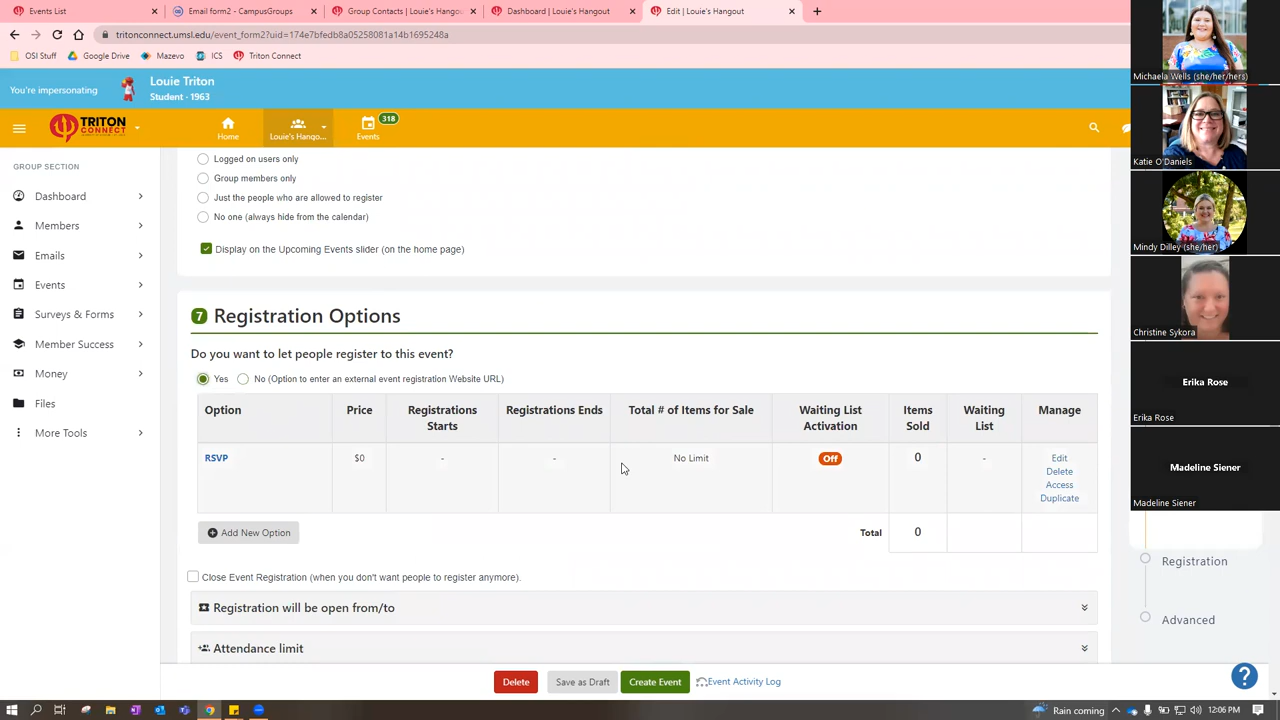 Events List
Email form2 - CampusGroups
Group Contacts | Louie's Hangou
Dashboard | Louie's Hangout
Edit | Louie's Hangout
tritonconnect.umsl.edu/event_form2?uid=174e7bfedb8a05258081a14b1695248a
OSI Stuff
Google Drive
Mazevo
ICS
Triton Connect
You're impersonating
Louie Triton
Student - 1963
TRITON
CONNECT
Home
Louie's Hango...
Events
318
GROUP SECTION
Dashboard
Members
Emails
Events
Surveys & Forms
Member Success
Money
Files
More Tools
Logged on users only
Group members only
Just the people who are allowed to register
No one (always hide from the calendar)
Display on the Upcoming Events slider (on the home page)
7 Registration Options
Do you want to let people register to this event?
Yes No (Option to enter an external event registration Website URL)
Option Price Registrations Starts Registrations Ends Total # of Items for Sale Waiting List Activation Items Sold Waiting List Manage
RSVP $0 - - No Limit Off 0 - Edit
Delete
Access
Duplicate
Add New Option
Total 0
Close Event Registration (when you don't want people to register anymore).
Registration will be open from/to
Attendance limit
Delete Save as Draft Create Event Event Activity Log
Registration
Advanced
?
Michaela Wells (she/her/hers)
Katie O'Daniels
Mindy Dilley (she/her)
Christine Sykora
Erika Rose
Erika Rose
Madeline Siener
Madeline Siener
Rain coming
12:06 PM